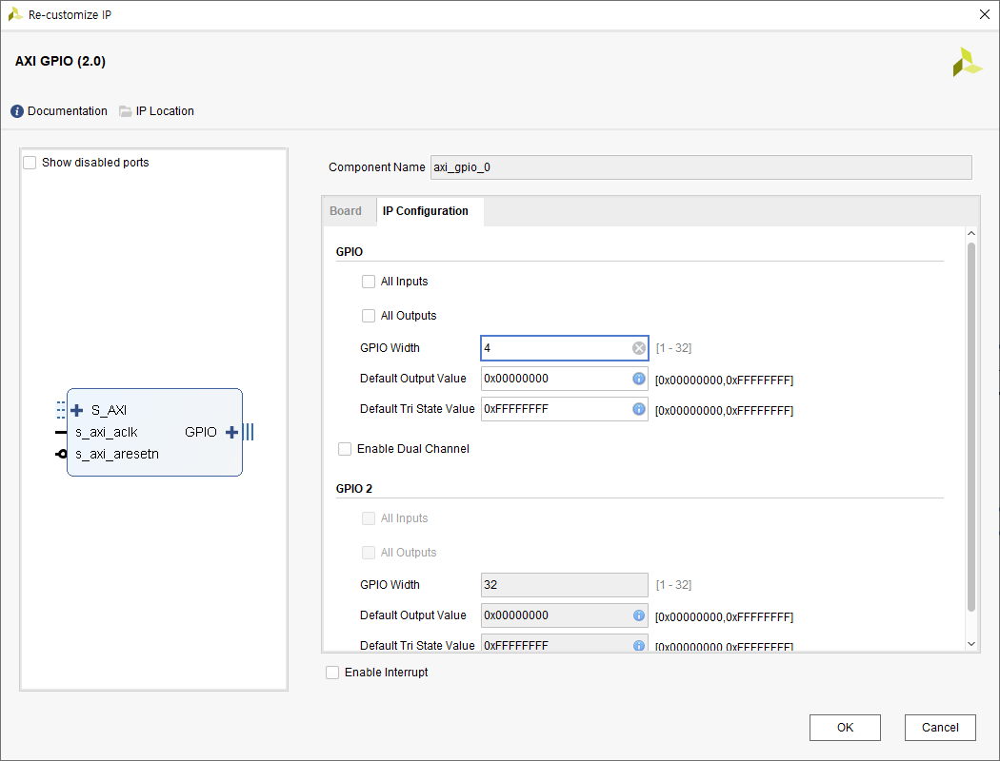 Re-customize IP
AXI GPIO (2.0)
Documentation IP Location
Show disabled ports
S_AXI
s_axi_aclk GPIO
s_axi_aresetn
Component Name axi_gpio_0
Board IP Configuration
GPIO
All Inputs
All Outputs
GPIO Width 4 [1 - 32]
Default Output Value 0x00000000 [0x00000000,0xFFFFFFFF]
Default Tri State Value 0xFFFFFFFF [0x00000000,0xFFFFFFFF]
Enable Dual Channel
GPIO 2
All Inputs
All Outputs
GPIO Width 32 [1 - 32]
Default Output Value 0x00000000 [0x00000000,0xFFFFFFFF]
Default Tri State Value 0xFFFFFFFF [0x00000000,0xFFFFFFFF]
Enable Interrupt
OK Cancel